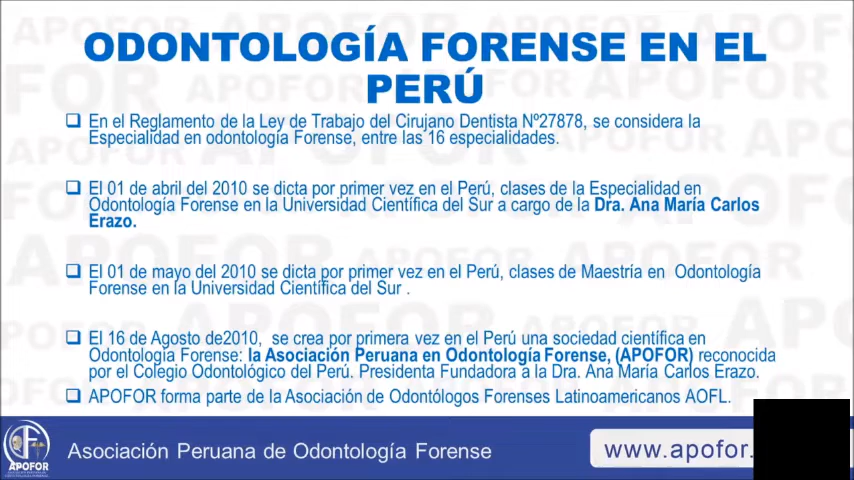 ODONTOLOGÍA FORENSE EN EL
PERÚ
En el Reglamento de la Ley de Trabajo del Cirujano Dentista Nº27878, se considera la
Especialidad en odontología Forense, entre las 16 especialidades.
El 01 de abril del 2010 se dicta por primer vez en el Perú, clases de la Especialidad en
Odontología Forense en la Universidad Científica del Sur a cargo de la Dra. Ana María Carlos
Erazo.
El 01 de mayo del 2010 se dicta por primer vez en el Perú, clases de Maestría en Odontología
Forense en la Universidad Científica del Sur .
El 16 de Agosto de2010, se crea por primera vez en el Perú una sociedad científica en
Odontología Forense: la Asociación Peruana en Odontología Forense, (APOFOR) reconocida
por el Colegio Odontológico del Perú. Presidenta Fundadora a la Dra. Ana María Carlos Erazo.
APOFOR forma parte de la Asociación de Odontólogos Forenses Latinoamericanos AOFL.
APOFOR
Asociación Peruana de Odontología Forense
www.apofor.